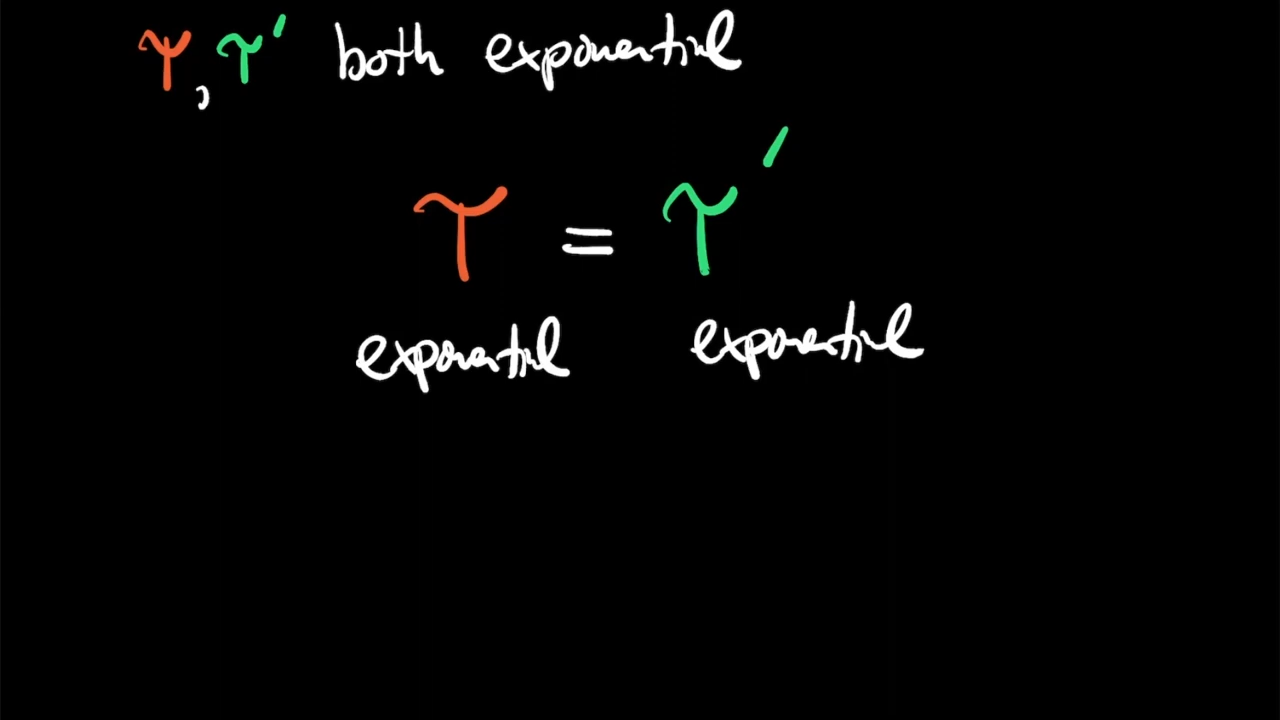 𝒯, 𝒯′ both exponential
𝒯 = 𝒯′
exponential exponential